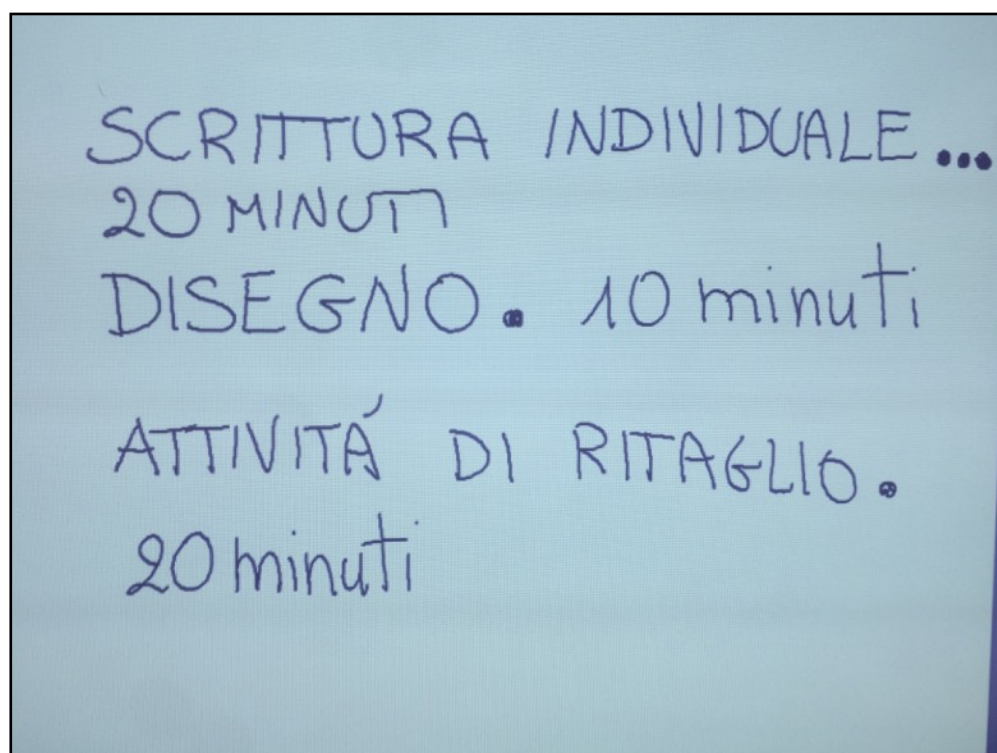 SCRITTURA INDIVIDUALE...
20 MINUTI
DISEGNO. 10 minuti
ATTIVITÁ DI RITAGLIO.
20 minuti